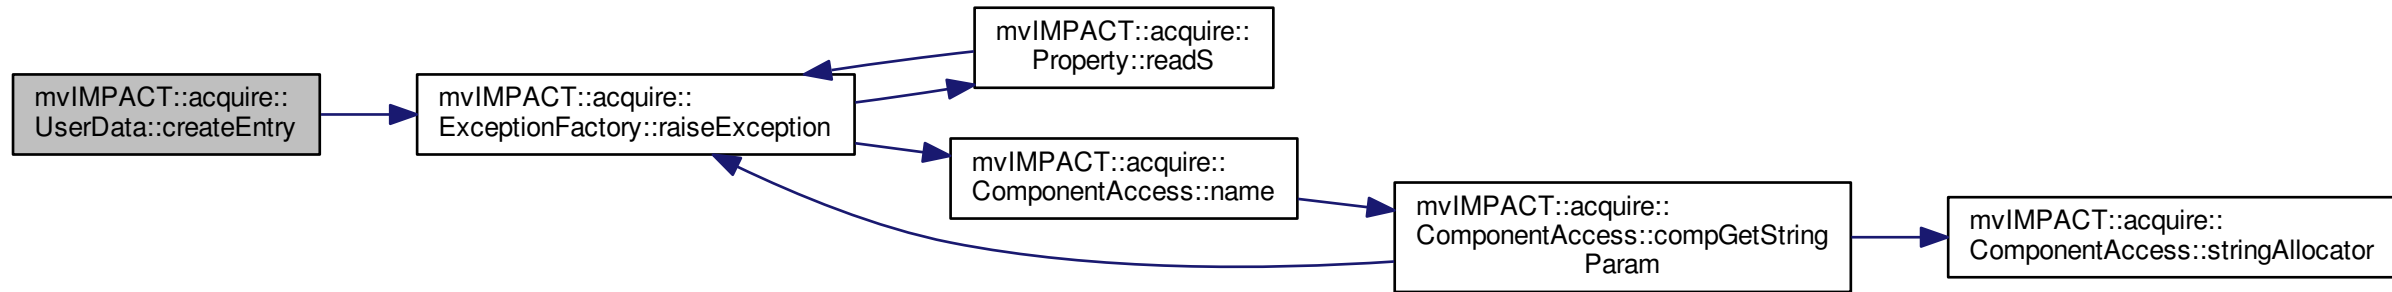 mvIMPACT::acquire::
UserData::createEntry
mvIMPACT::acquire::
ExceptionFactory::raiseException
mvIMPACT::acquire::
Property::readS
mvIMPACT::acquire::
ComponentAccess::name
mvIMPACT::acquire::
ComponentAccess::compGetString
Param
mvIMPACT::acquire::
ComponentAccess::stringAllocator